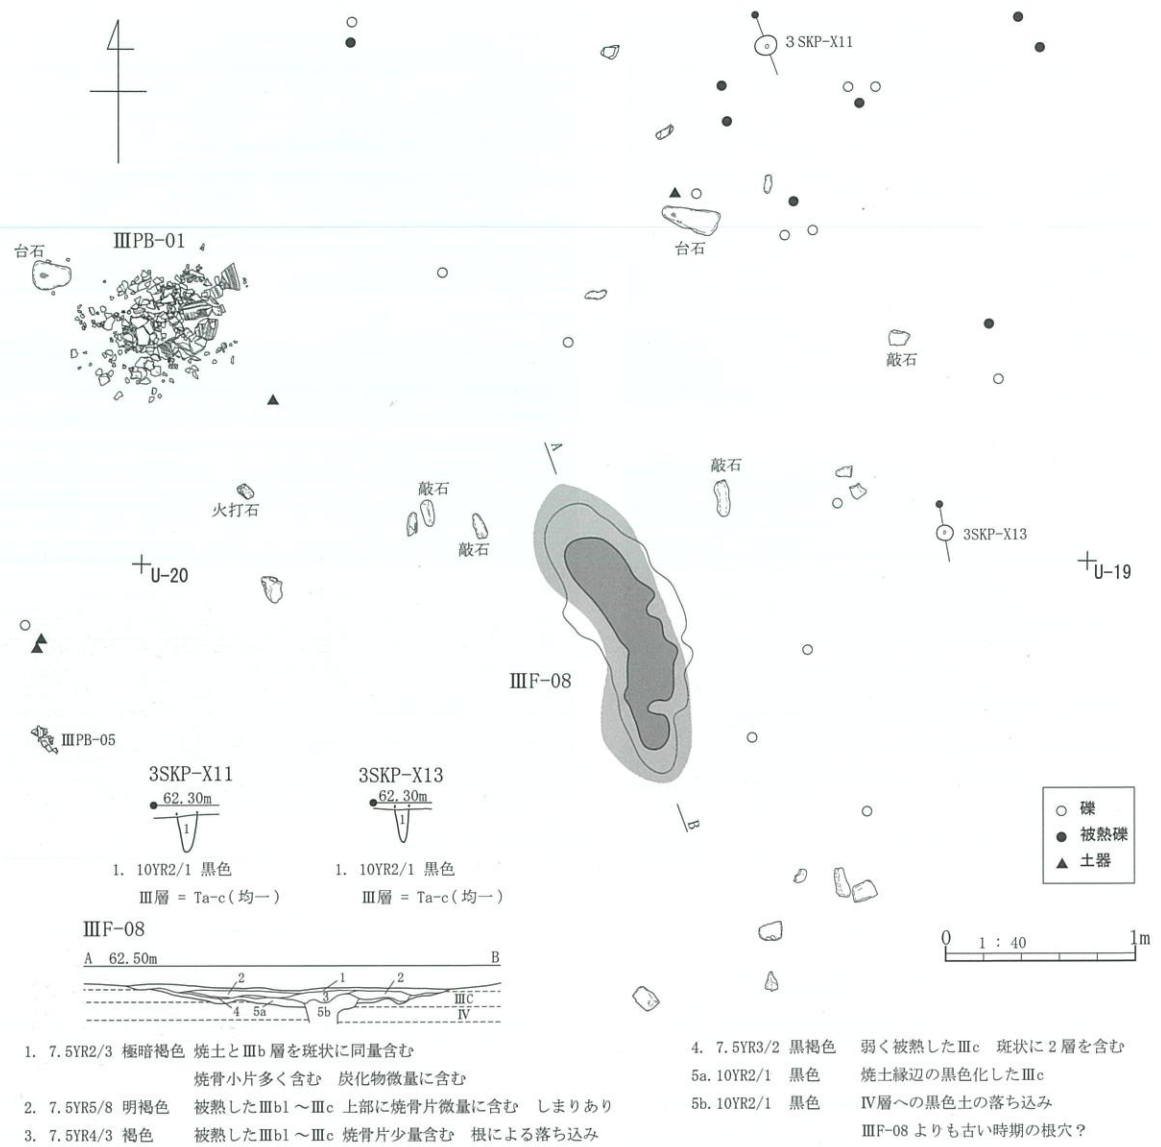 3SKP-X11
台石
ⅢPB-01
台石
敲石
A
敲石
敲石
火打石
敲石
3SKP-X13
U-20
U-19
ⅢF-08
ⅢPB-05
B
3SKP-X11
62.30m
1
1. 10YR2/1 黒色
Ⅲ層 = Ta-c(均一)
3SKP-X13
62.30m
1
1. 10YR2/1 黒色
Ⅲ層 = Ta-c(均一)
礫
被熱礫
土器
0 1 : 40 1m
ⅢF-08
A 62.50m B
2 1 2
3
4 5a 5b
ⅢC
Ⅳ
1. 7.5YR2/3 極暗褐色 焼土とⅢb層を斑状に同量含む
焼骨小片多く含む 炭化物微量に含む
2. 7.5YR5/8 明褐色 被熱したⅢb1～Ⅲc 上部に焼骨片微量に含む しまりあり
3. 7.5YR4/3 褐色 被熱したⅢb1～Ⅲc 焼骨片少量含む 根による落ち込み
4. 7.5YR3/2 黒褐色 弱く被熱したⅢc 斑状に2層を含む
5a. 10YR2/1 黒色 焼土縁辺の黒色化したⅢc
5b. 10YR2/1 黒色 Ⅳ層への黒色土の落ち込み
ⅢF-08よりも古い時期の根穴？